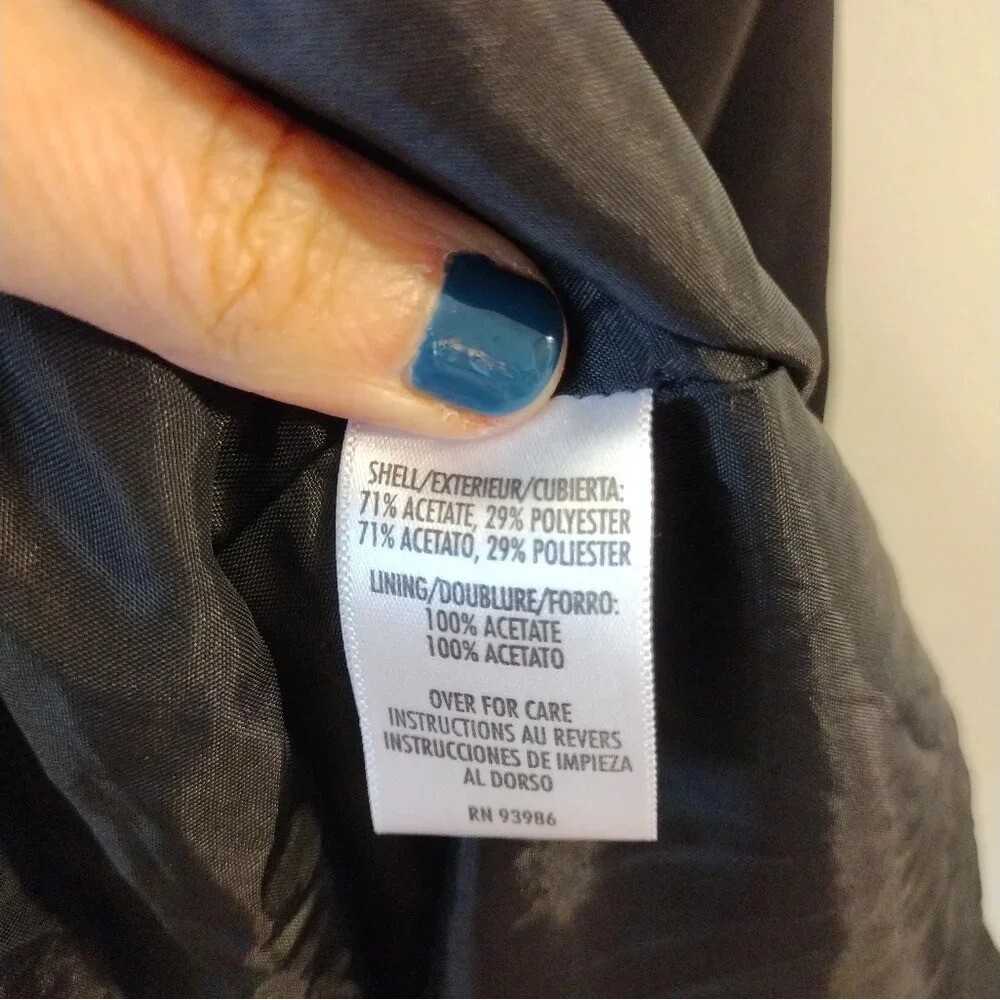 SHELL/EXTERIEUR/CUBIERTA:
71% ACETATE, 29% POLYESTER
71% ACETATO, 29% POLIESTER
LINING/DOUBLURE/FORRO:
100% ACETATE
100% ACETATO
OVER FOR CARE
INSTRUCTIONS AU REVERS
INSTRUCCIONES DE IMPIEZA
AL DORSO
RN 93986